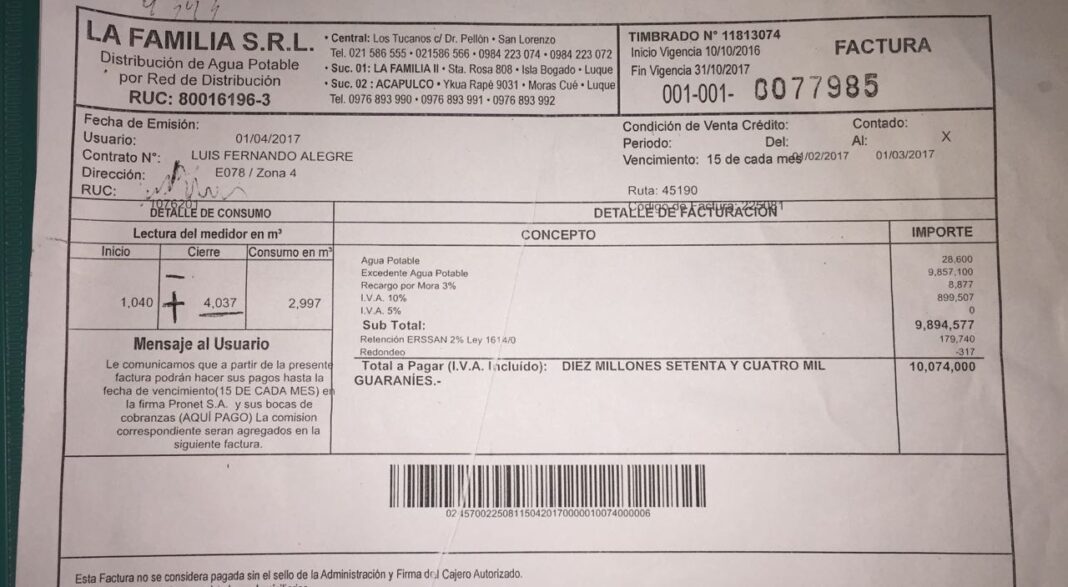 LA FAMILIA S.R.L.
Distribución de Agua Potable
por Red de Distribución
RUC: 80016196-3
• Central: Los Tucanos c/ Dr. Pellón • San Lorenzo
Tel. 021 586 555 • 021586 566 • 0984 223 074 • 0984 223 072
• Suc. 01: LA FAMILIA II • Sta. Rosa 808 • Isla Bogado • Luque
• Suc. 02 : ACAPULCO • Ykua Rapé 9031 • Moras Cué • Luque
Tel. 0976 893 990 • 0976 893 991 • 0976 893 992
TIMBRADO N° 11813074
Inicio Vigencia 10/10/2016
Fin Vigencia 31/10/2017
FACTURA
001-001- 0077985
Fecha de Emisión:
Usuario: 01/04/2017
Contrato N°: LUIS FERNANDO ALEGRE
Dirección: E078 / Zona 4
RUC:
1076201
Condición de Venta Crédito: Contado: X
Periodo: Del: Al:
Vencimiento: 15 de cada mes /02/2017 01/03/2017
Ruta: 45190
Codigo de Factura:
DETALLE DE CONSUMO
DETALLE DE FACTURACIÓN
Lectura del medidor en m³
Inicio Cierre Consumo en m³
1,040 + 4,037 2,997
CONCEPTO IMPORTE
Agua Potable 28,600
Excedente Agua Potable 9,857,100
Recargo por Mora 3% 8,877
I.V.A. 10% 899,507
I.V.A. 5% 0
Sub Total: 9,894,577
Retención ERSSAN 2% Ley 1614/0 179,740
Redondeo -317
Total a Pagar (I.V.A. Incluído): DIEZ MILLONES SETENTA Y CUATRO MIL 10,074,000
GUARANÍES.-
Mensaje al Usuario
Le comunicamos que a partir de la presente
factura podrán hacer sus pagos hasta la
fecha de vencimiento(15 DE CADA MES) en
la firma Pronet S.A. y sus bocas de
cobranzas (AQUÍ PAGO) La comision
correspondiente seran agregados en la
siguiente factura.
Esta Factura no se considera pagada sin el sello de la Administración y Firma del Cajero Autorizado.